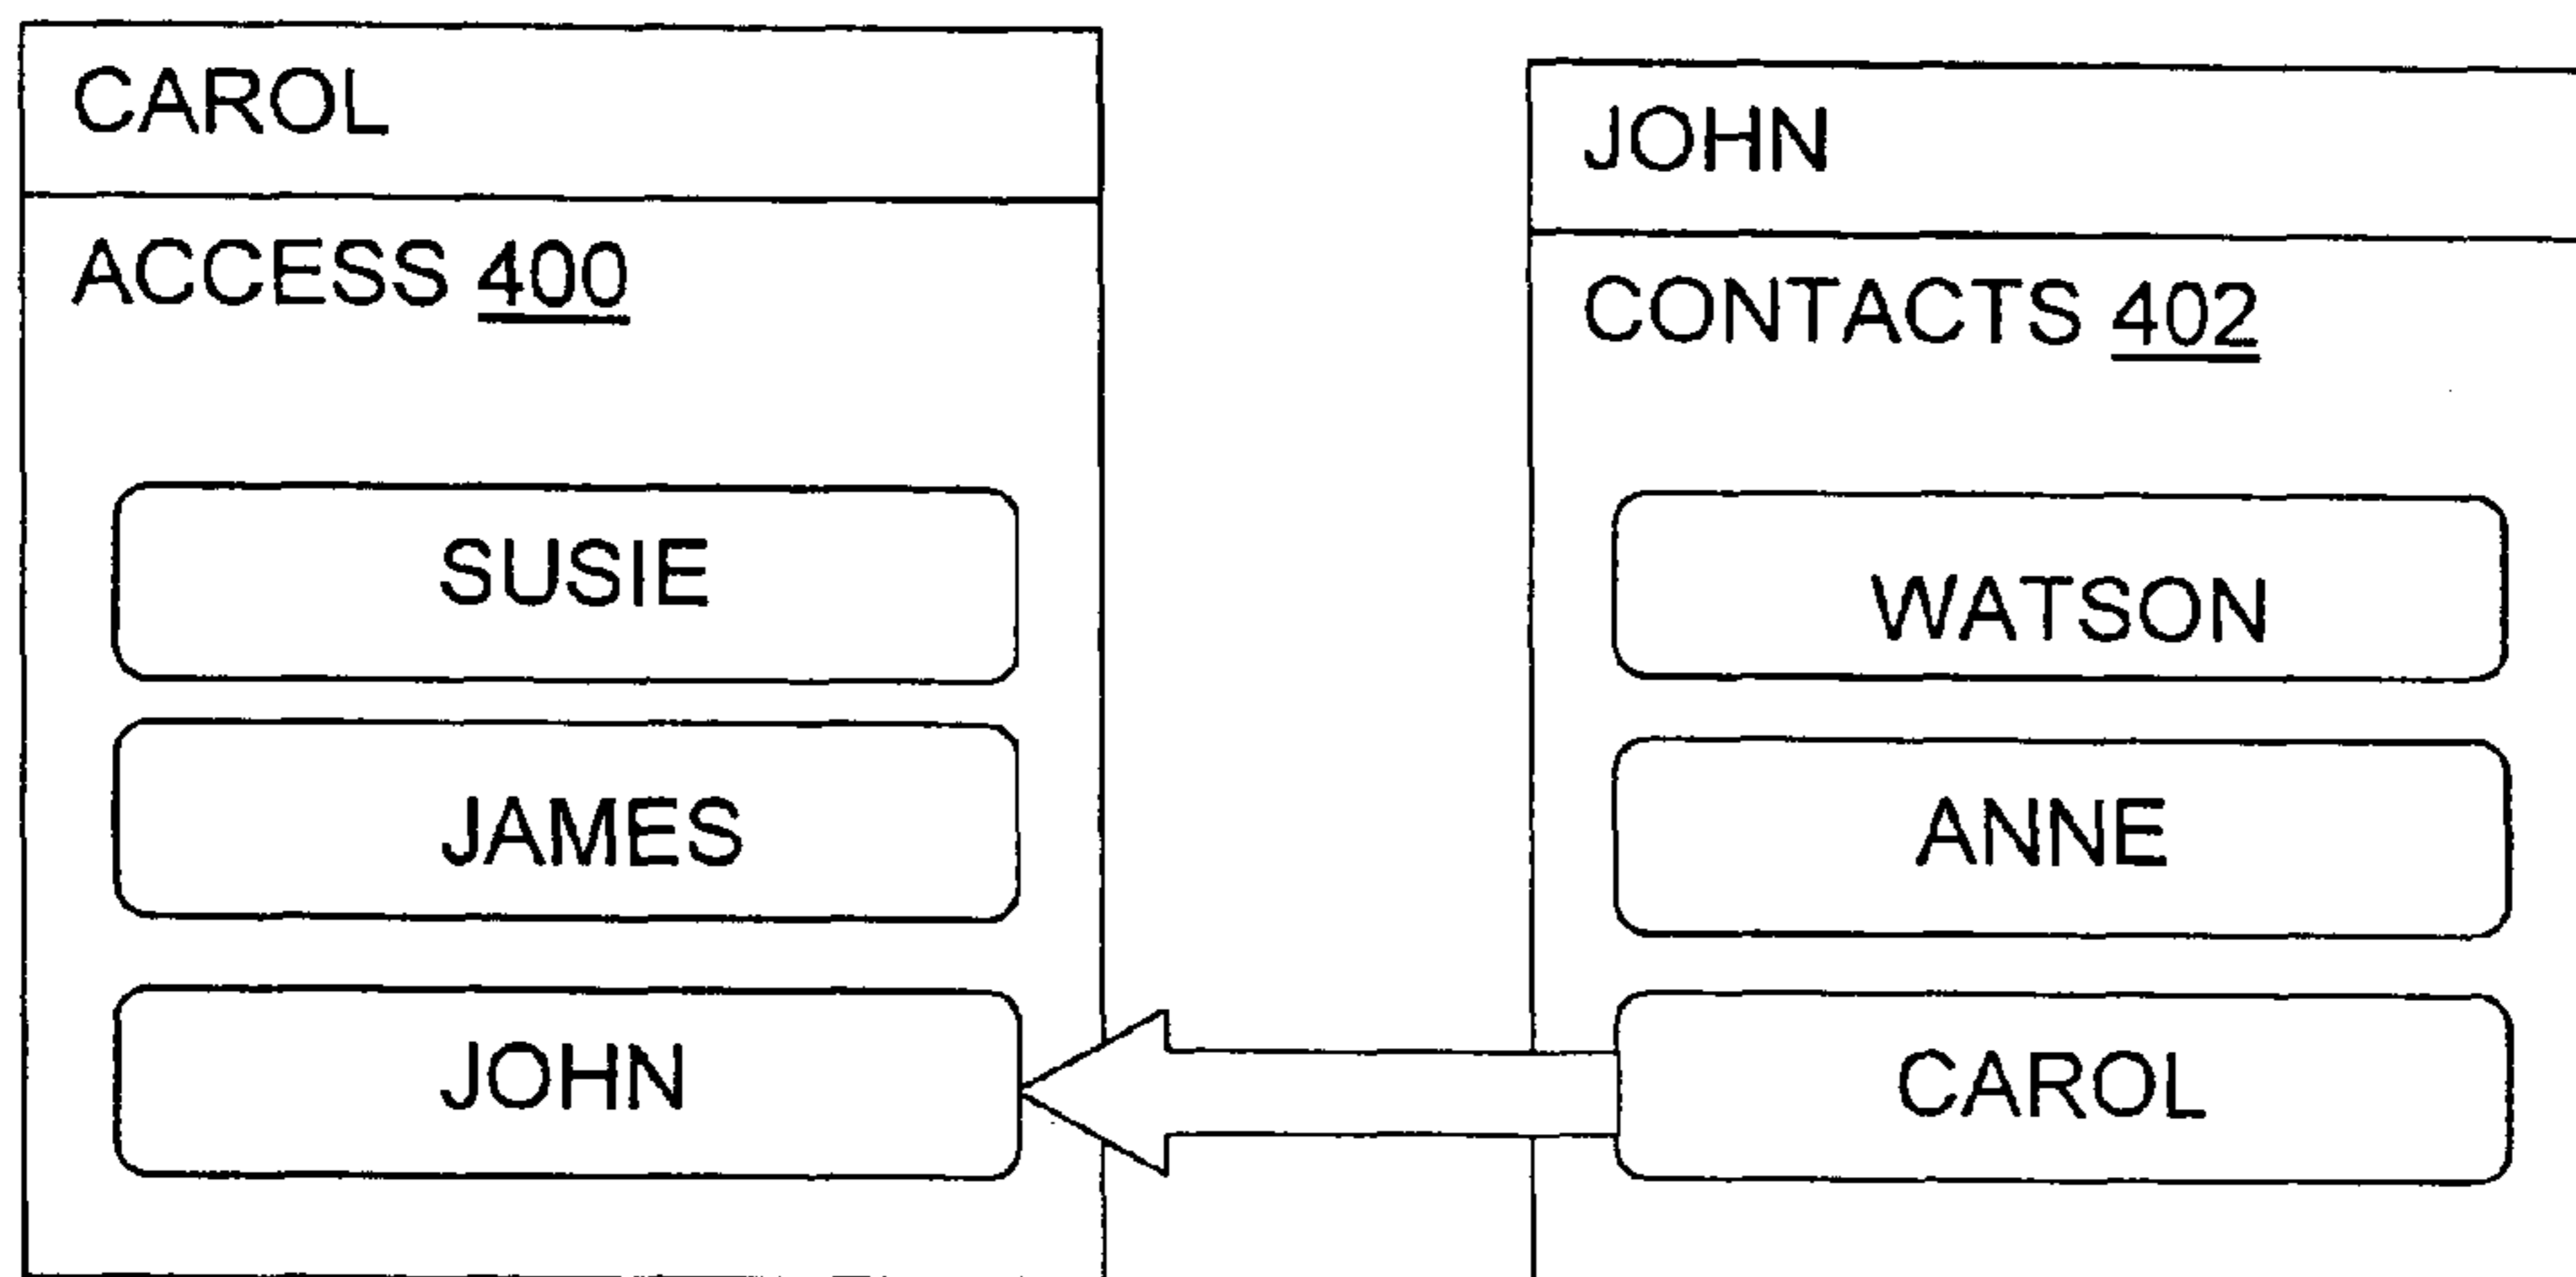 CAROL
ACCESS 400
SUSIE
JAMES
JOHN
JOHN
CONTACTS 402
WATSON
ANNE
CAROL